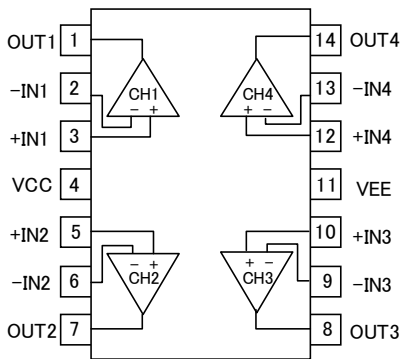 OUT1 1 14 OUT4
-IN1 2 CH1 CH4 13 -IN4
- + + -
+IN1 3 12 +IN4
VCC 4 11 VEE
+IN2 5 10 +IN3
- + + -
-IN2 6 CH2 CH3 9 -IN3
OUT2 7 8 OUT3